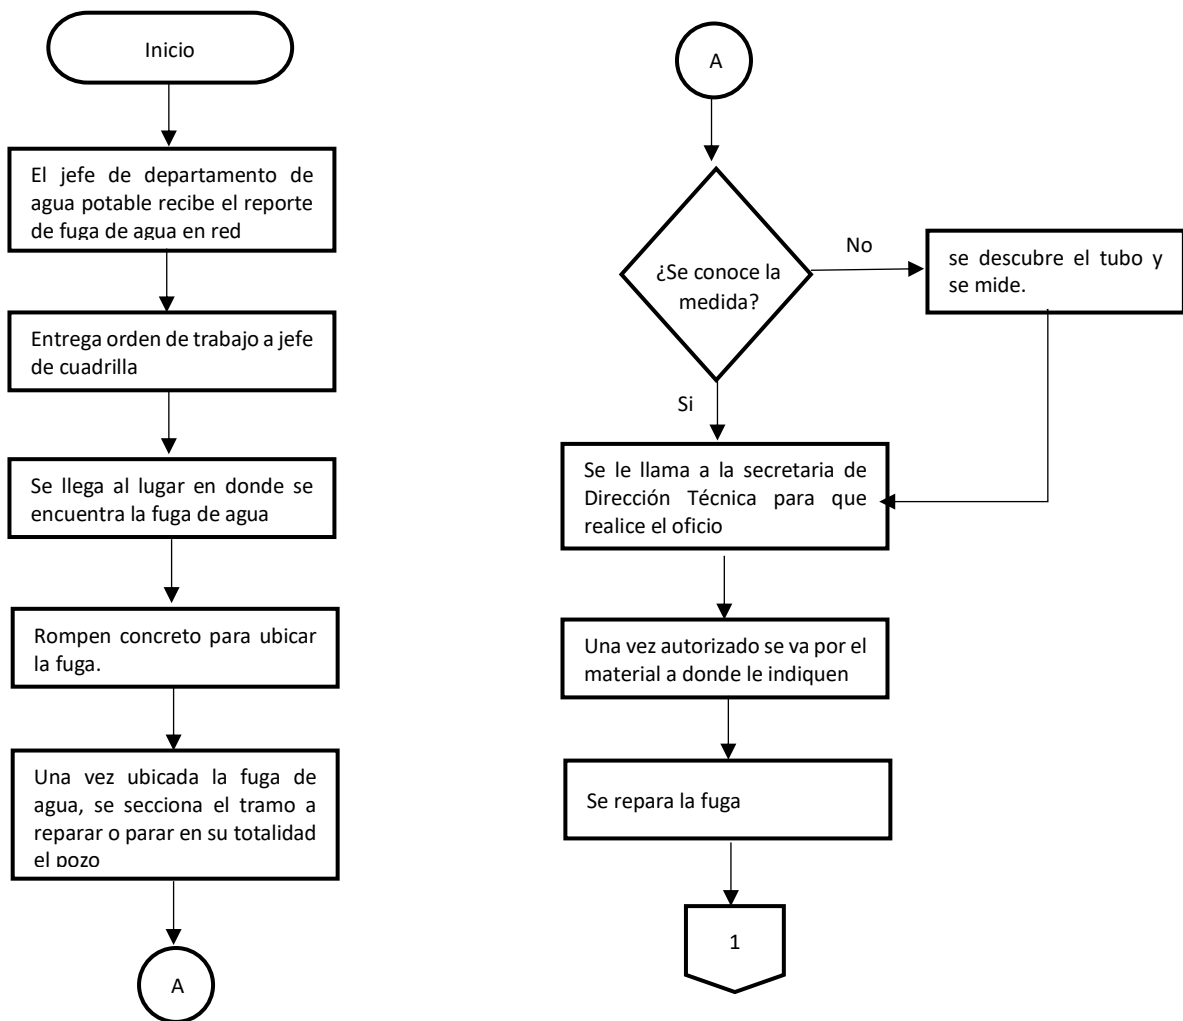 Inicio
El jefe de departamento de
agua potable recibe el reporte
de fuga de agua en red
Entrega orden de trabajo a jefe
de cuadrilla
Se llega al lugar en donde se
encuentra la fuga de agua
Rompen concreto para ubicar
la fuga.
Una vez ubicada la fuga de
agua, se secciona el tramo a
reparar o parar en su totalidad
el pozo
A
A
¿Se conoce la
medida?
No
se descubre el tubo y
se mide.
Si
Se le llama a la secretaria de
Dirección Técnica para que
realice el oficio
Una vez autorizado se va por el
material a donde le indiquen
Se repara la fuga
1